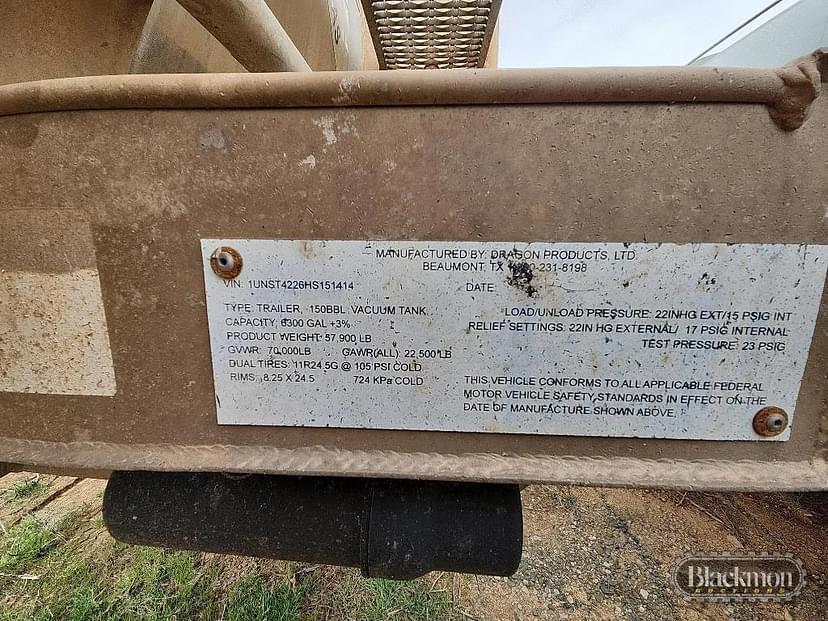 MANUFACTURED BY: DRAGON PRODUCTS, LTD
BEAUMONT, TX 231-8198
VIN: 1UNST4226HS151414 DATE
TYPE: TRAILER, 150BBL VACUUM TANK
CAPACITY, 6300 GAL +3%
PRODUCT WEIGHT: 57,900 LB
GVWR: 70,000LB GAWR(ALL): 22,500 LB
DUAL TIRES: 11R24.5G @ 105 PSI COLD
RIMS: 8.25 X 24.5 724 KPa COLD
LOAD/UNLOAD PRESSURE: 22INHG EXT/15 PSIG INT
RELIEF SETTINGS: 22IN HG EXTERNAL/ 17 PSIG INTERNAL
TEST PRESSURE: 23 PSIG
THIS VEHICLE CONFORMS TO ALL APPLICABLE FEDERAL
MOTOR VEHICLE SAFETY STANDARDS IN EFFECT ON THE
DATE OF MANUFACTURE SHOWN ABOVE.
Blackmon
AUCTIONS